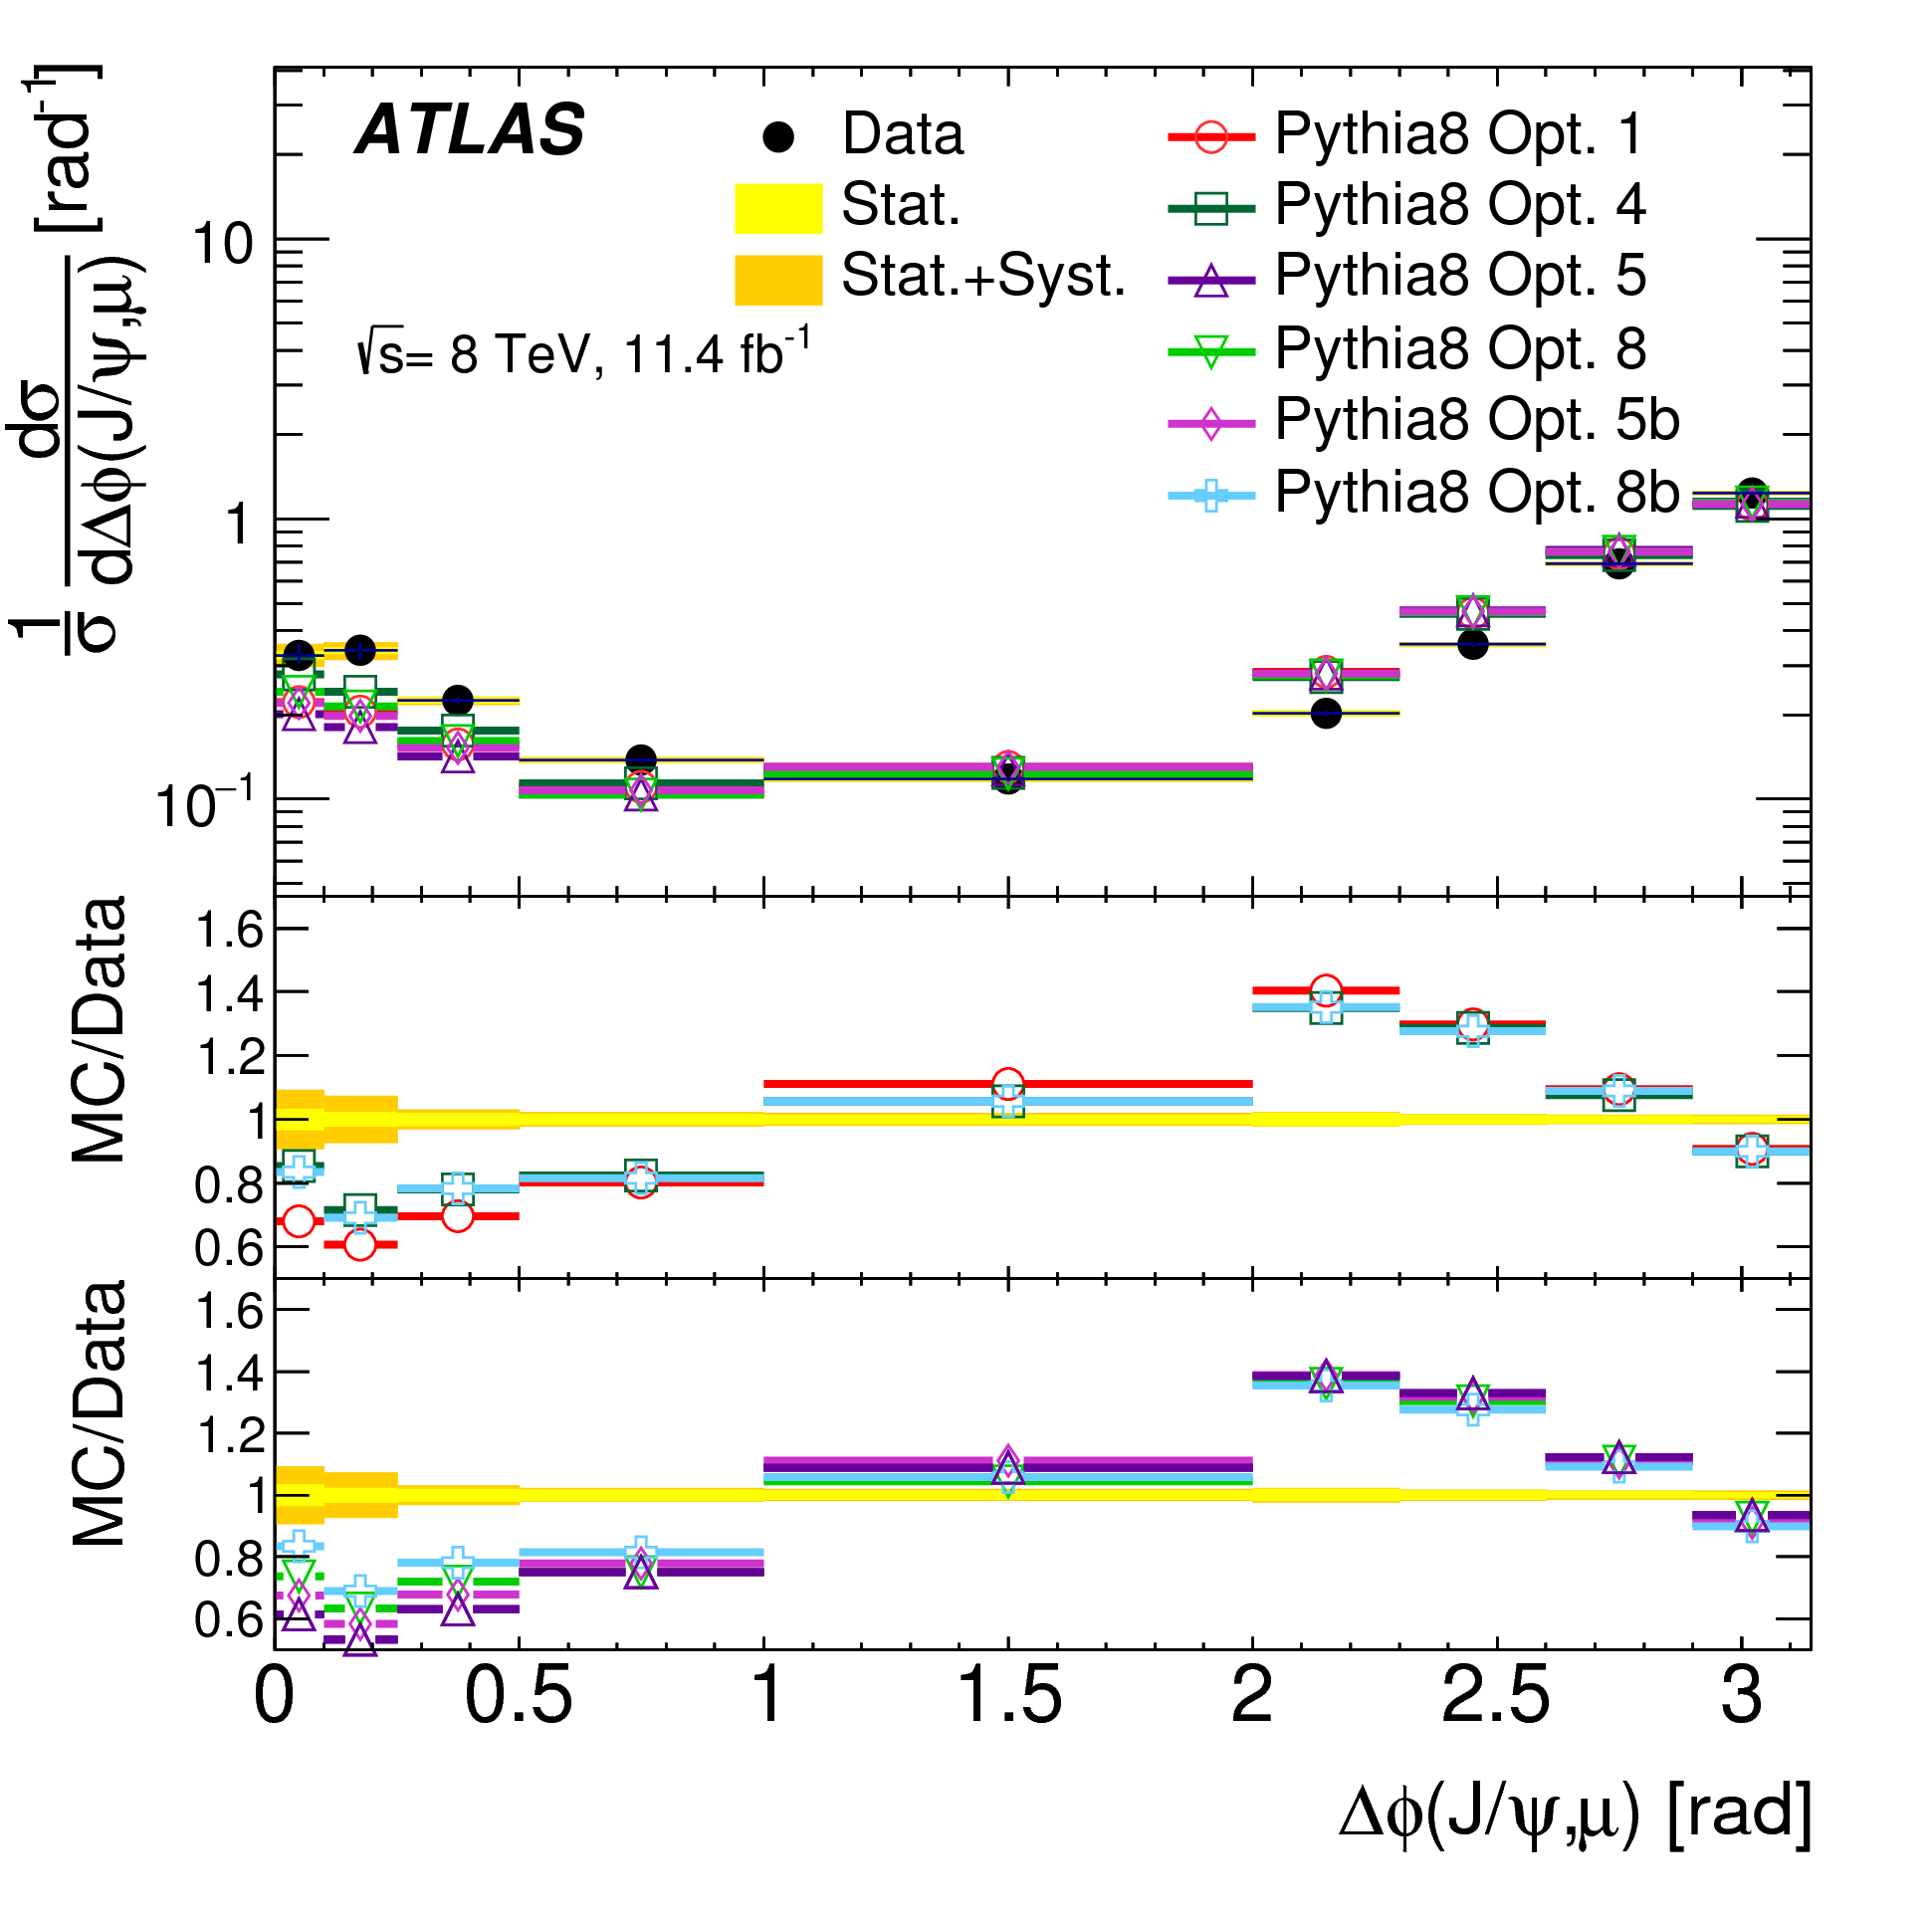 ATLAS
Data
Stat.
Stat.+Syst.
√s= 8 TeV, 11.4 fb⁻¹
Pythia8 Opt. 1
Pythia8 Opt. 4
Pythia8 Opt. 5
Pythia8 Opt. 8
Pythia8 Opt. 5b
Pythia8 Opt. 8b
1/σ dσ/dΔϕ(J/ψ,μ) [rad⁻¹]
10
1
10⁻¹
MC/Data
1.6
1.4
1.2
1
0.8
0.6
MC/Data
1.6
1.4
1.2
1
0.8
0.6
0 0.5 1 1.5 2 2.5 3
Δϕ(J/ψ,μ) [rad]